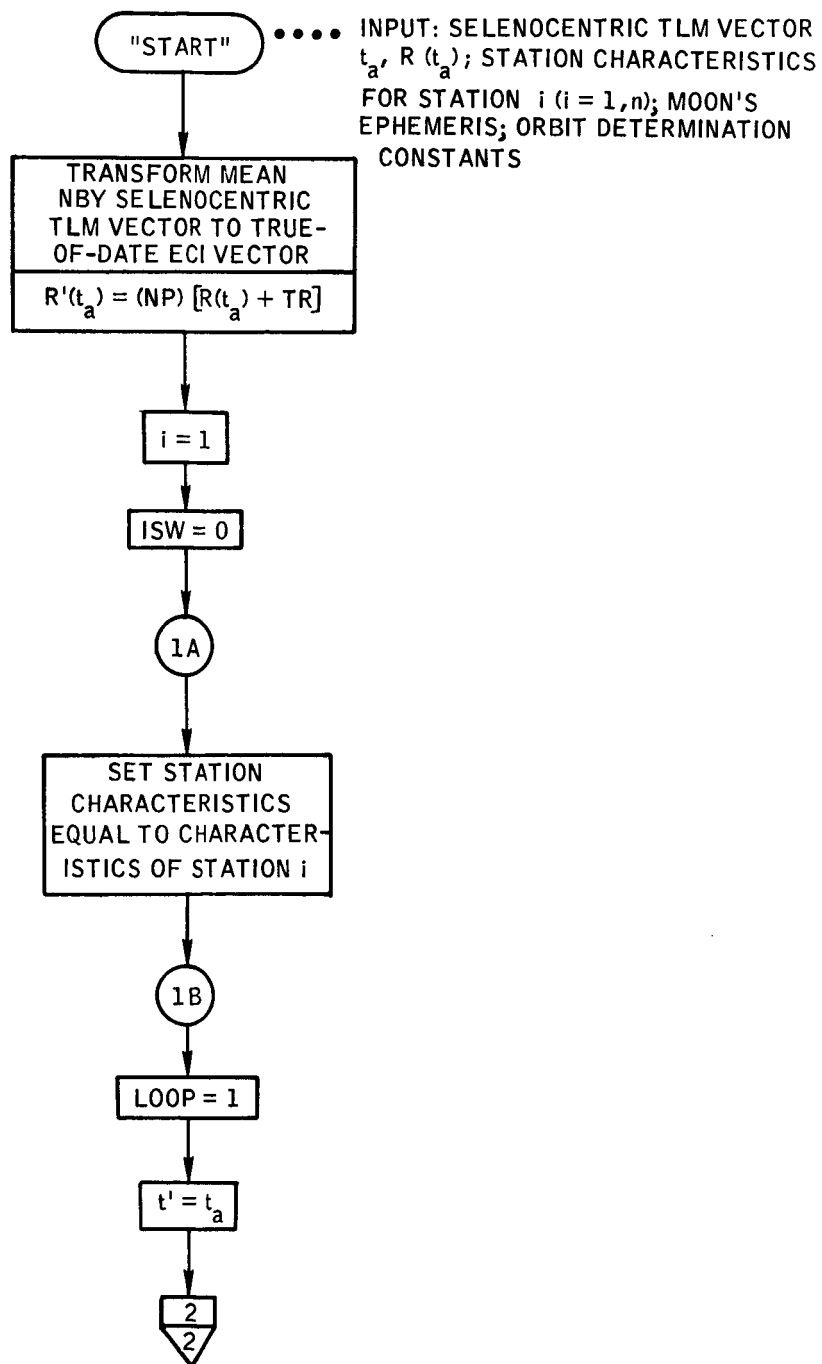 "START"
INPUT: SELENOCENTRIC TLM VECTOR
t_a, R (t_a); STATION CHARACTERISTICS
FOR STATION i (i = 1,n); MOON'S
EPHEMERIS; ORBIT DETERMINATION
CONSTANTS
TRANSFORM MEAN
NBY SELENOCENTRIC
TLM VECTOR TO TRUE-
OF-DATE ECI VECTOR
R'(t_a) = (NP) [R(t_a) + TR]
i = 1
ISW = 0
1A
SET STATION
CHARACTERISTICS
EQUAL TO CHARACTER-
ISTICS OF STATION i
1B
LOOP = 1
t' = t_a
2
2